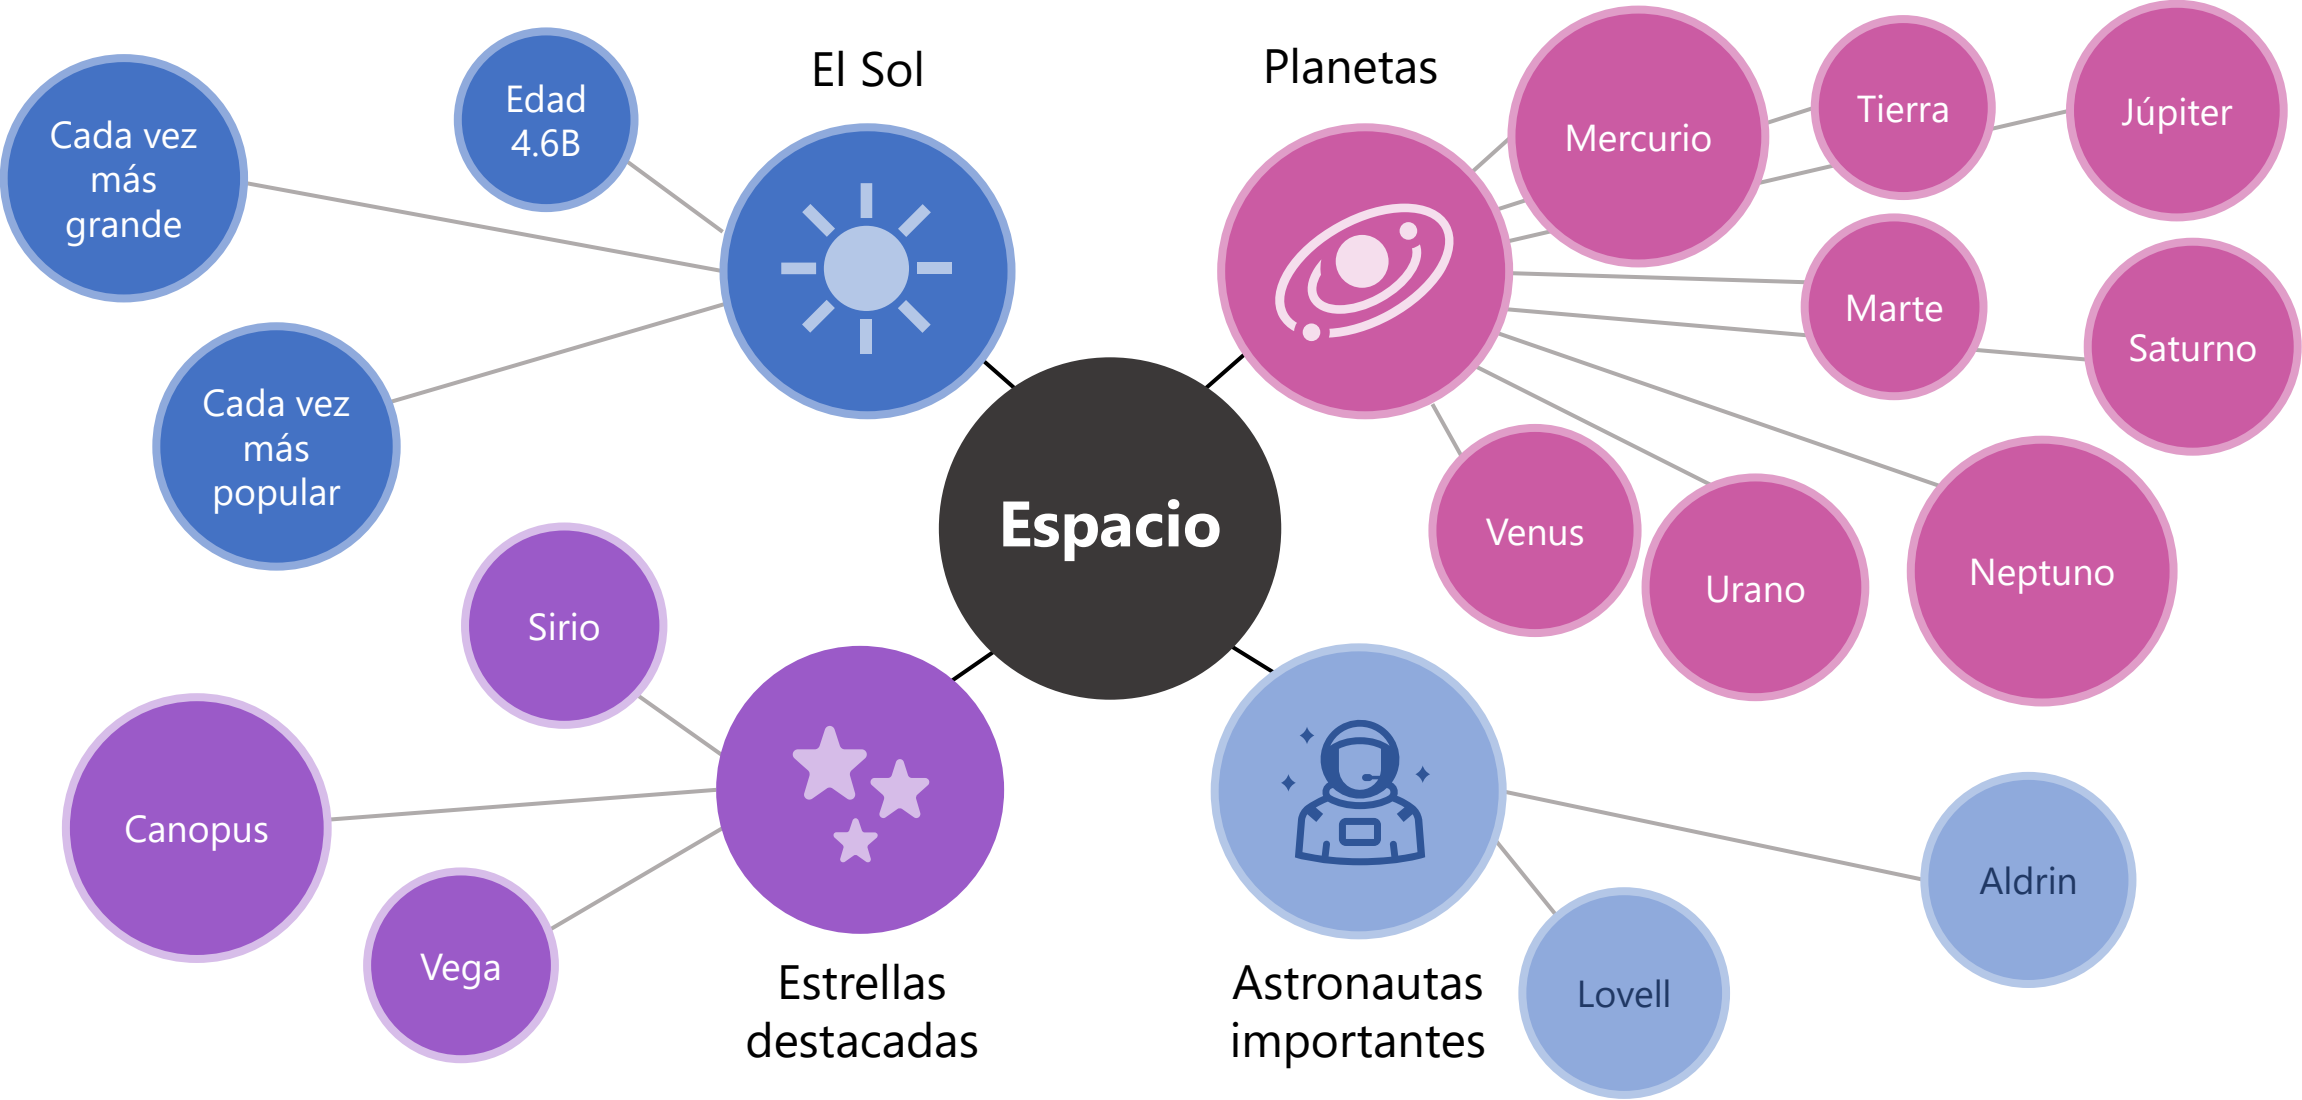 El Sol
Edad
4.6B
Cada vez
más
grande
Cada vez
más
popular
Planetas
Mercurio
Tierra
Júpiter
Marte
Saturno
Venus
Urano
Neptuno
Espacio
Sirio
Canopus
Vega
Estrellas
destacadas
Astronautas
importantes
Aldrin
Lovell